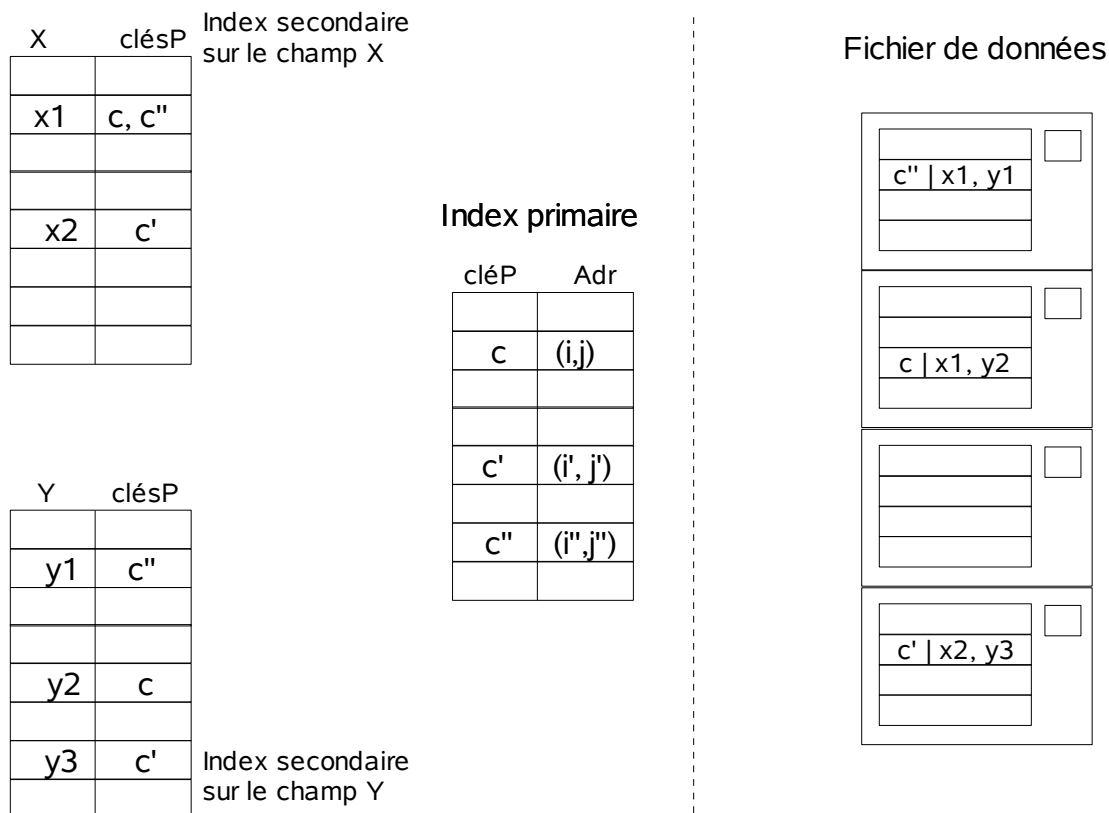 Index secondaire
sur le champ X
X clésP
x1 c, c"
x2 c'
Y clésP
y1 c"
y2 c
y3 c'
Index secondaire
sur le champ Y
Index primaire
cléP Adr
c (i,j)
c' (i', j')
c" (i",j")
Fichier de données
c" | x1, y1
c | x1, y2
c' | x2, y3